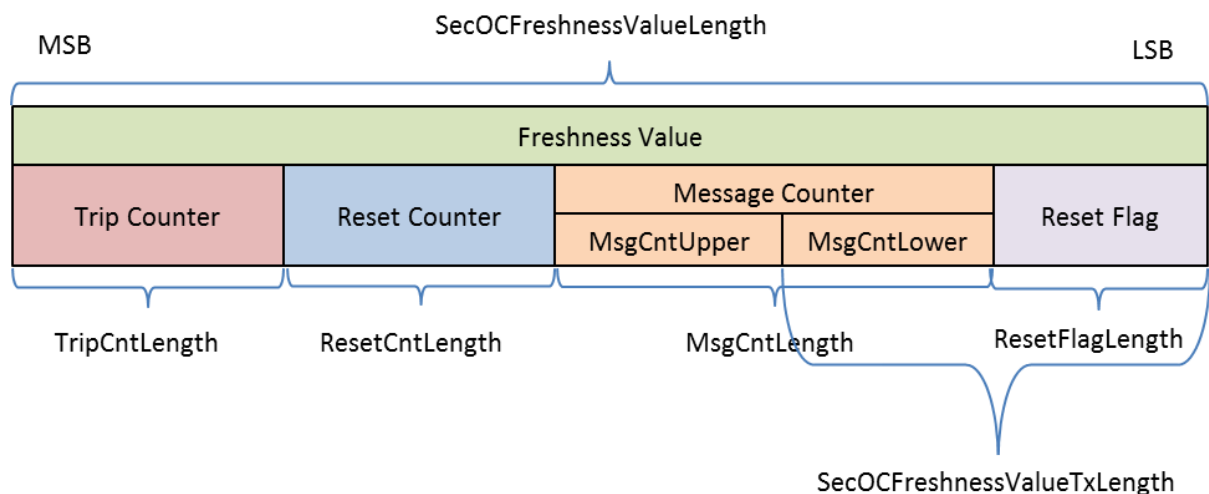 SecOCFreshnessValueLength
MSB
LSB
Freshness Value
Trip Counter
Reset Counter
Message Counter
MsgCntUpper
MsgCntLower
Reset Flag
TripCntLength
ResetCntLength
MsgCntLength
ResetFlagLength
SecOCFreshnessValueTxLength